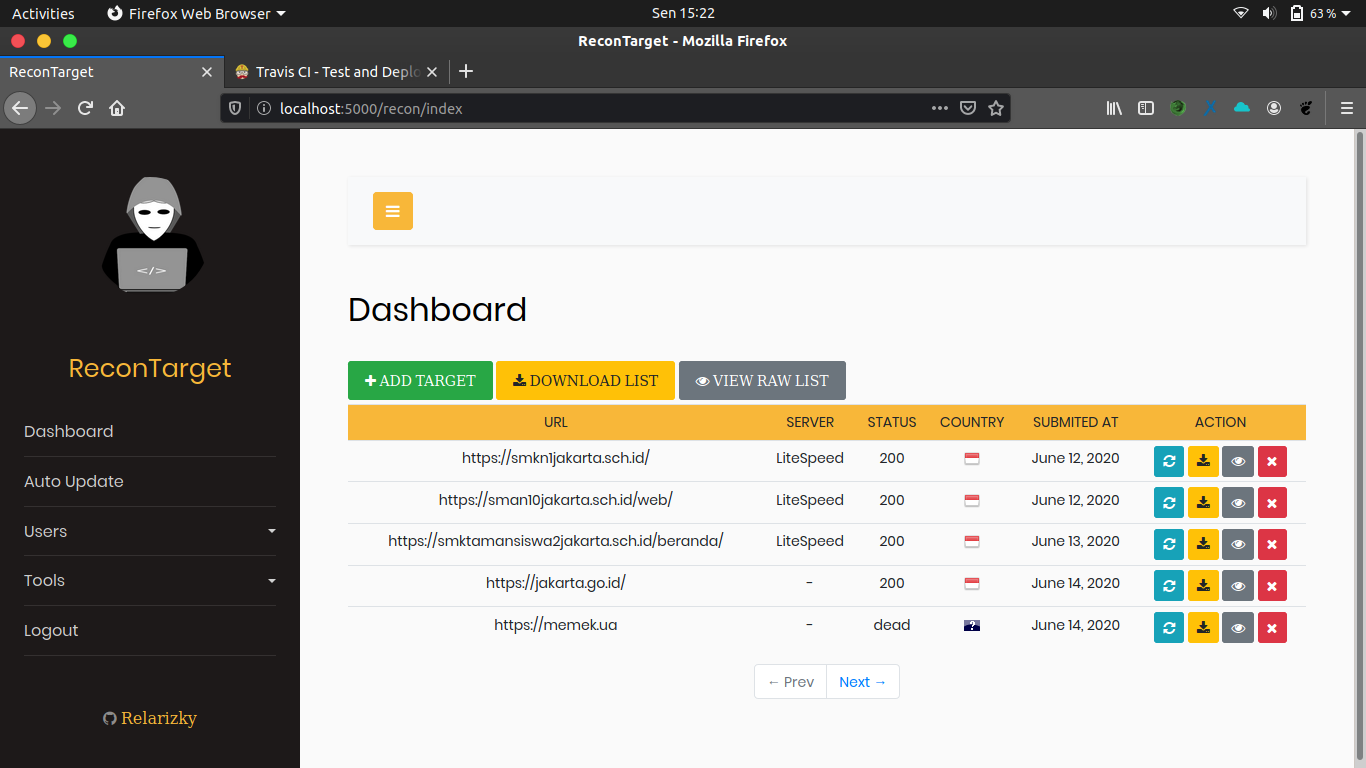 Activities Firefox Web Browser Sen 15:22 63 %
ReconTarget - Mozilla Firefox
ReconTarget Travis CI - Test and Deplo
localhost:5000/recon/index
</>
ReconTarget
Dashboard
Auto Update
Users
Tools
Logout
Relarizky
Dashboard
ADD TARGET DOWNLOAD LIST VIEW RAW LIST
URL SERVER STATUS COUNTRY SUBMITED AT ACTION
https://smkn1jakarta.sch.id/ LiteSpeed 200 June 12, 2020
https://sman10jakarta.sch.id/web/ LiteSpeed 200 June 12, 2020
https://smktamansiswa2jakarta.sch.id/beranda/ LiteSpeed 200 June 13, 2020
https://jakarta.go.id/ - 200 June 14, 2020
https://memek.ua - dead ? June 14, 2020
← Prev Next →